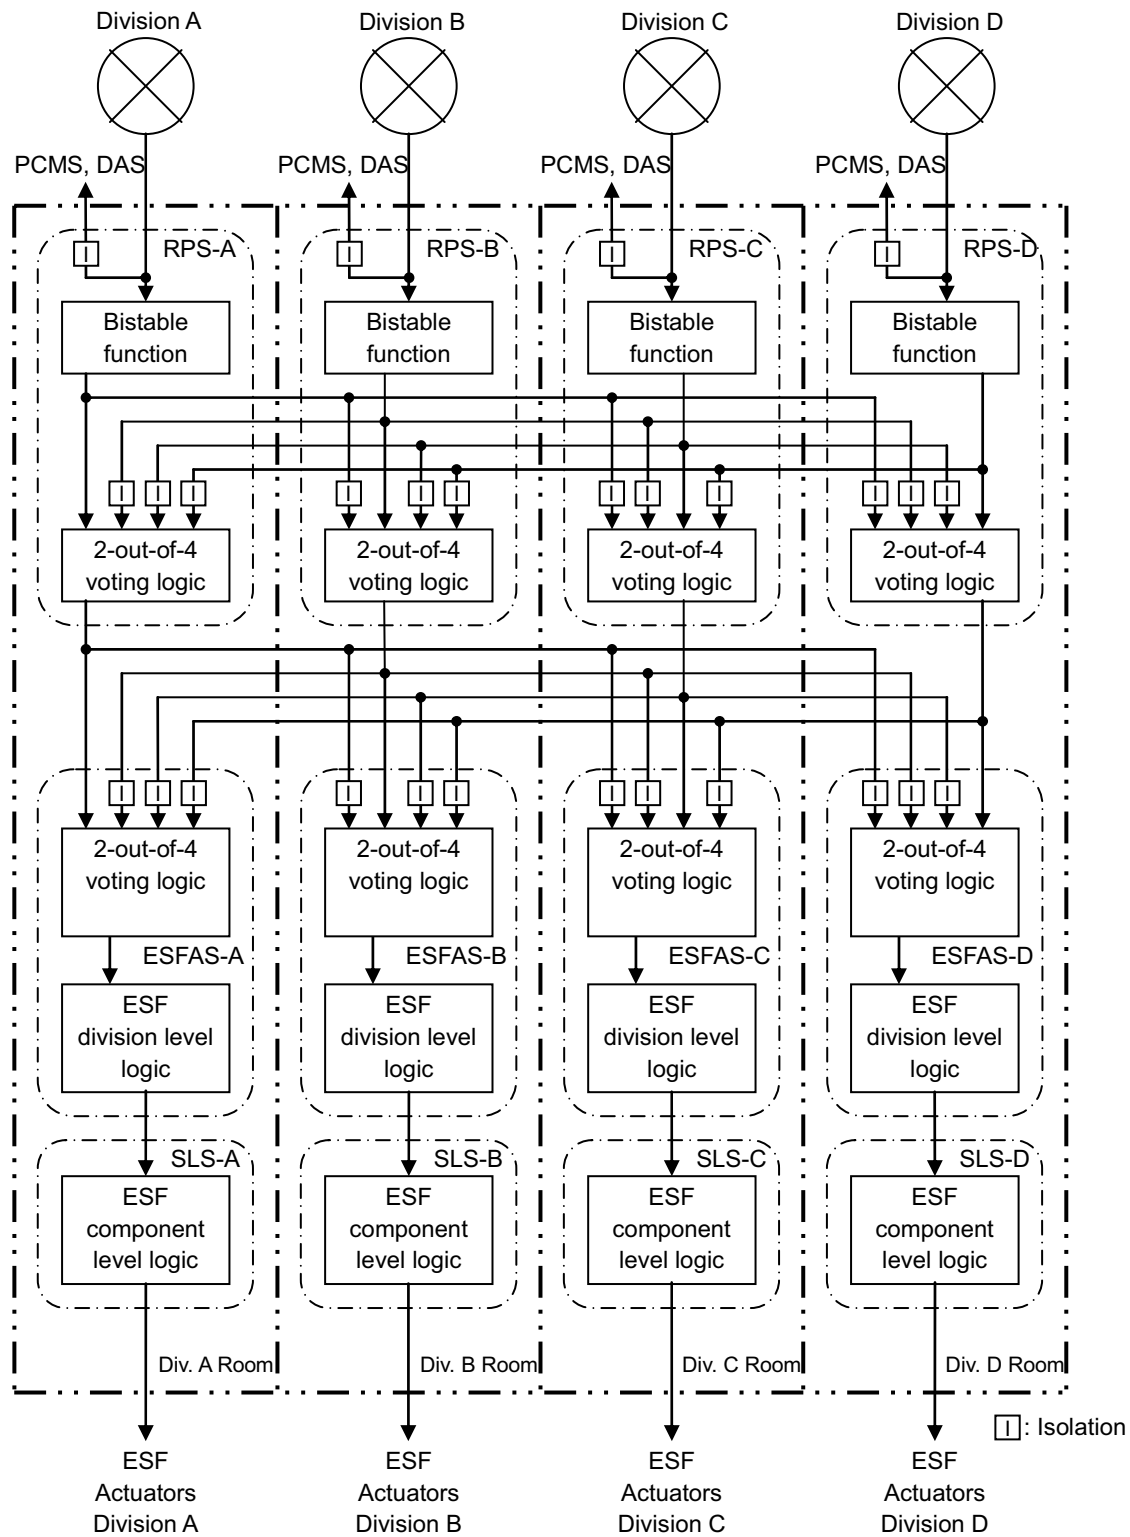 Division A
Division B
Division C
Division D
PCMS, DAS
PCMS, DAS
PCMS, DAS
PCMS, DAS
I
RPS-A
I
RPS-B
I
RPS-C
I
RPS-D
Bistable
function
Bistable
function
Bistable
function
Bistable
function
I I I
I I I
I I I
I I I
2-out-of-4
voting logic
2-out-of-4
voting logic
2-out-of-4
voting logic
2-out-of-4
voting logic
I I I
I I I
I I I
I I I
2-out-of-4
voting logic
2-out-of-4
voting logic
2-out-of-4
voting logic
2-out-of-4
voting logic
ESFAS-A
ESFAS-B
ESFAS-C
ESFAS-D
ESF
division level
logic
ESF
division level
logic
ESF
division level
logic
ESF
division level
logic
SLS-A
SLS-B
SLS-C
SLS-D
ESF
component
level logic
ESF
component
level logic
ESF
component
level logic
ESF
component
level logic
Div. A Room
Div. B Room
Div. C Room
Div. D Room
I : Isolation
ESF
Actuators
Division A
ESF
Actuators
Division B
ESF
Actuators
Division C
ESF
Actuators
Division D